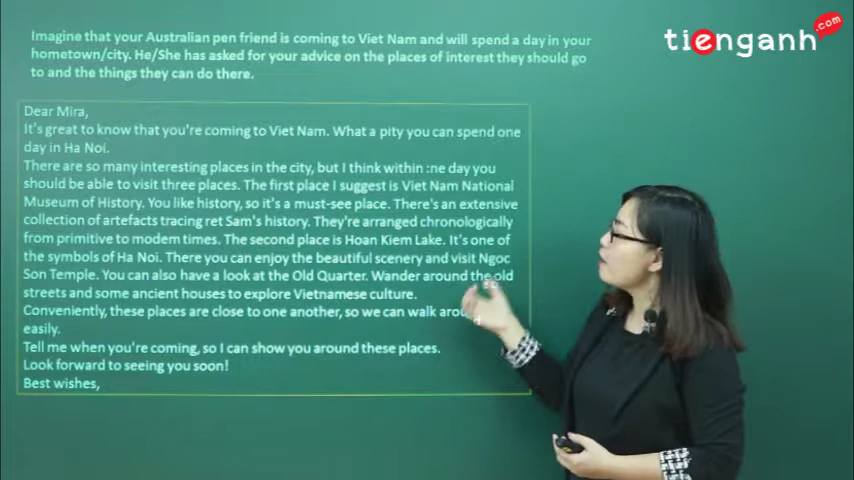 Imagine that your Australian pen friend is coming to Viet Nam and will spend a day in your
hometown/city. He/She has asked for your advice on the places of interest they should go
to and the things they can do there.
tienganh.com
Dear Mira,
It's great to know that you're coming to Viet Nam. What a pity you can spend one
day in Ha Noi.
There are so many interesting places in the city, but I think within :ne day you
should be able to visit three places. The first place I suggest is Viet Nam National
Museum of History. You like history, so it's a must-see place. There's an extensive
collection of artefacts tracing ret Sam's history. They're arranged chronologically
from primitive to modem times. The second place is Hoan Kiem Lake. It's one of
the symbols of Ha Noi. There you can enjoy the beautiful scenery and visit Ngoc
Son Temple. You can also have a look at the Old Quarter. Wander around the old
streets and some ancient houses to explore Vietnamese culture.
Conveniently, these places are close to one another, so we can walk
easily.
Tell me when you're coming, so I can show you around these places.
Look forward to seeing you soon!
Best wishes,